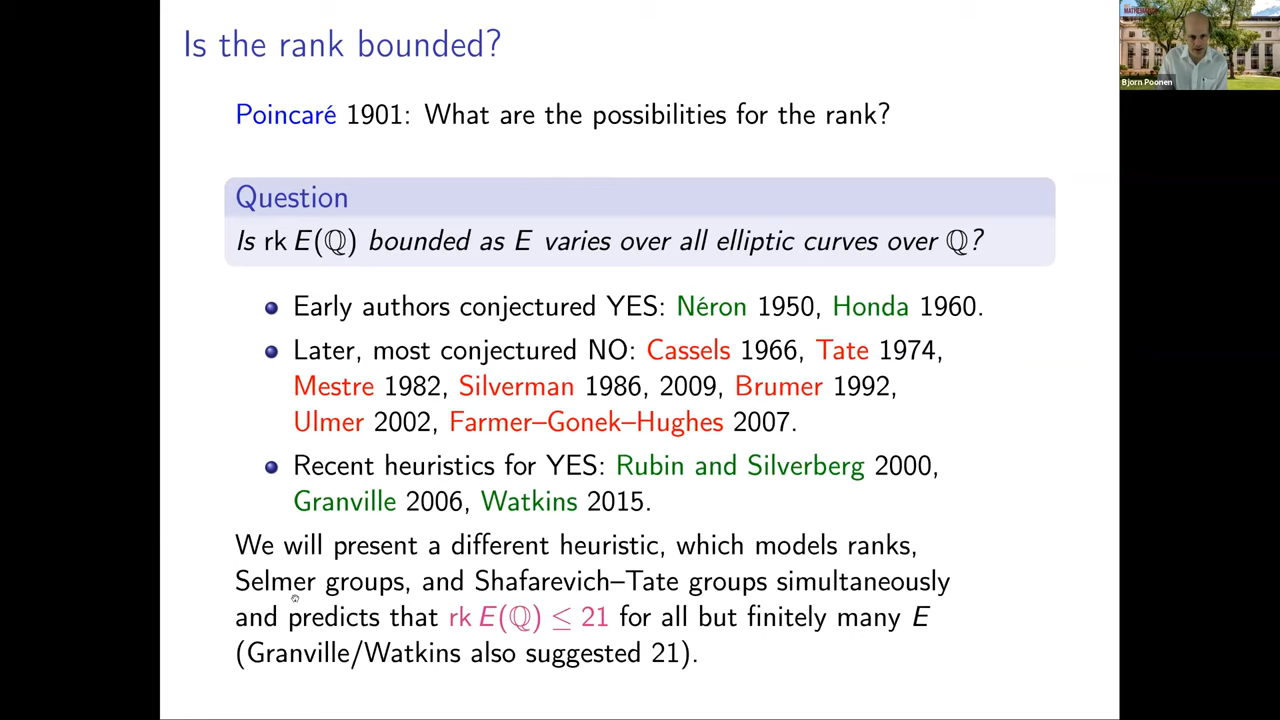 Is the rank bounded?
MATHEMATICS
Bjorn Poonen
Poincaré 1901: What are the possibilities for the rank?
Question
Is rk E(ℚ) bounded as E varies over all elliptic curves over ℚ?
Early authors conjectured YES: Néron 1950, Honda 1960.
Later, most conjectured NO: Cassels 1966, Tate 1974,
Mestre 1982, Silverman 1986, 2009, Brumer 1992,
Ulmer 2002, Farmer–Gonek–Hughes 2007.
Recent heuristics for YES: Rubin and Silverberg 2000,
Granville 2006, Watkins 2015.
We will present a different heuristic, which models ranks,
Selmer groups, and Shafarevich–Tate groups simultaneously
and predicts that rk E(ℚ) ≤ 21 for all but finitely many E
(Granville/Watkins also suggested 21).